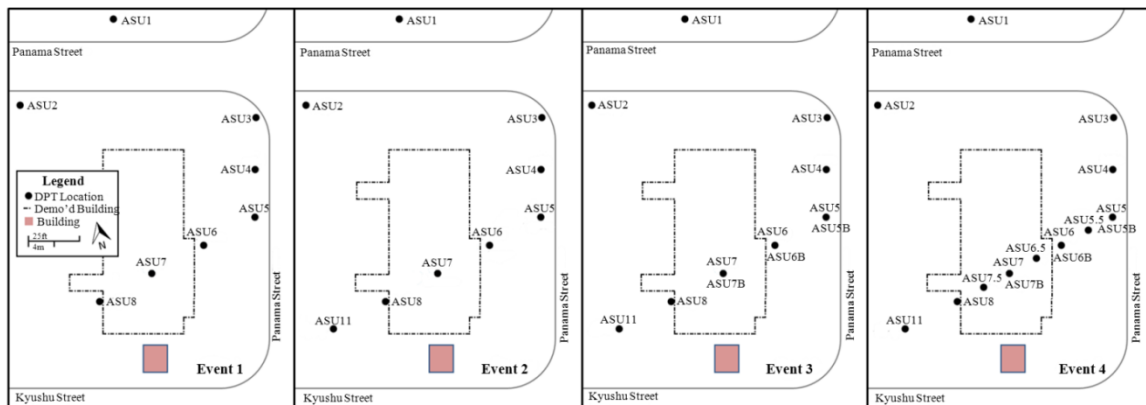 ASU1
Panama Street
ASU2
ASU3
Legend
DPT Location
Demo'd Building
Building
25ft
4m
N
ASU4
ASU5
ASU6
ASU7
ASU8
Panama Street
Event 1
Kyushu Street
ASU1
Panama Street
ASU2
ASU3
ASU4
ASU5
ASU6
ASU7
ASU8
ASU11
Panama Street
Event 2
Kyushu Street
ASU1
Panama Street
ASU2
ASU3
ASU4
ASU5
ASU5B
ASU6
ASU6B
ASU7
ASU7B
ASU8
ASU11
Panama Street
Event 3
Kyushu Street
ASU1
Panama Street
ASU2
ASU3
ASU4
ASU5
ASU5.5
ASU5B
ASU6
ASU6.5
ASU6B
ASU7
ASU7.5
ASU7B
ASU8
ASU11
Panama Street
Event 4
Kyushu Street